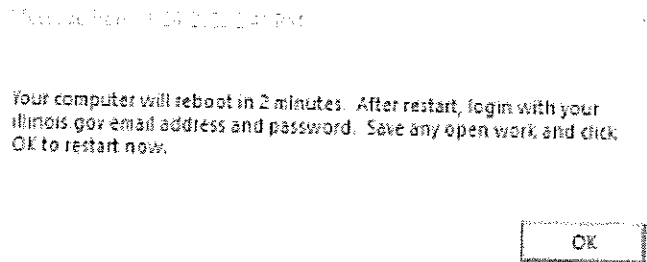 Your computer will reboot in 2 minutes. After restart, login with your
illinois.gov email address and password. Save any open work and click
OK to restart now.
OK